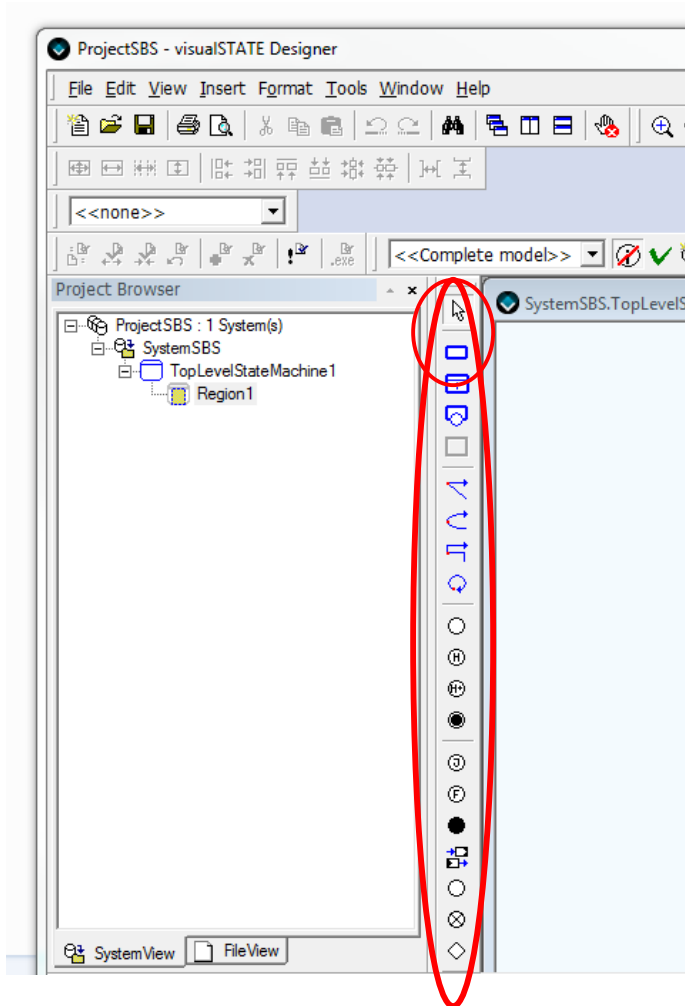 ProjectSBS - visualSTATE Designer
File Edit View Insert Format Tools Window Help
<<none>>
.exe
<<Complete model>>
Project Browser
SystemSBS.TopLevelS
ProjectSBS : 1 System(s)
SystemSBS
TopLevelStateMachine1
Region1
H
H*
J
F
SystemView FileView